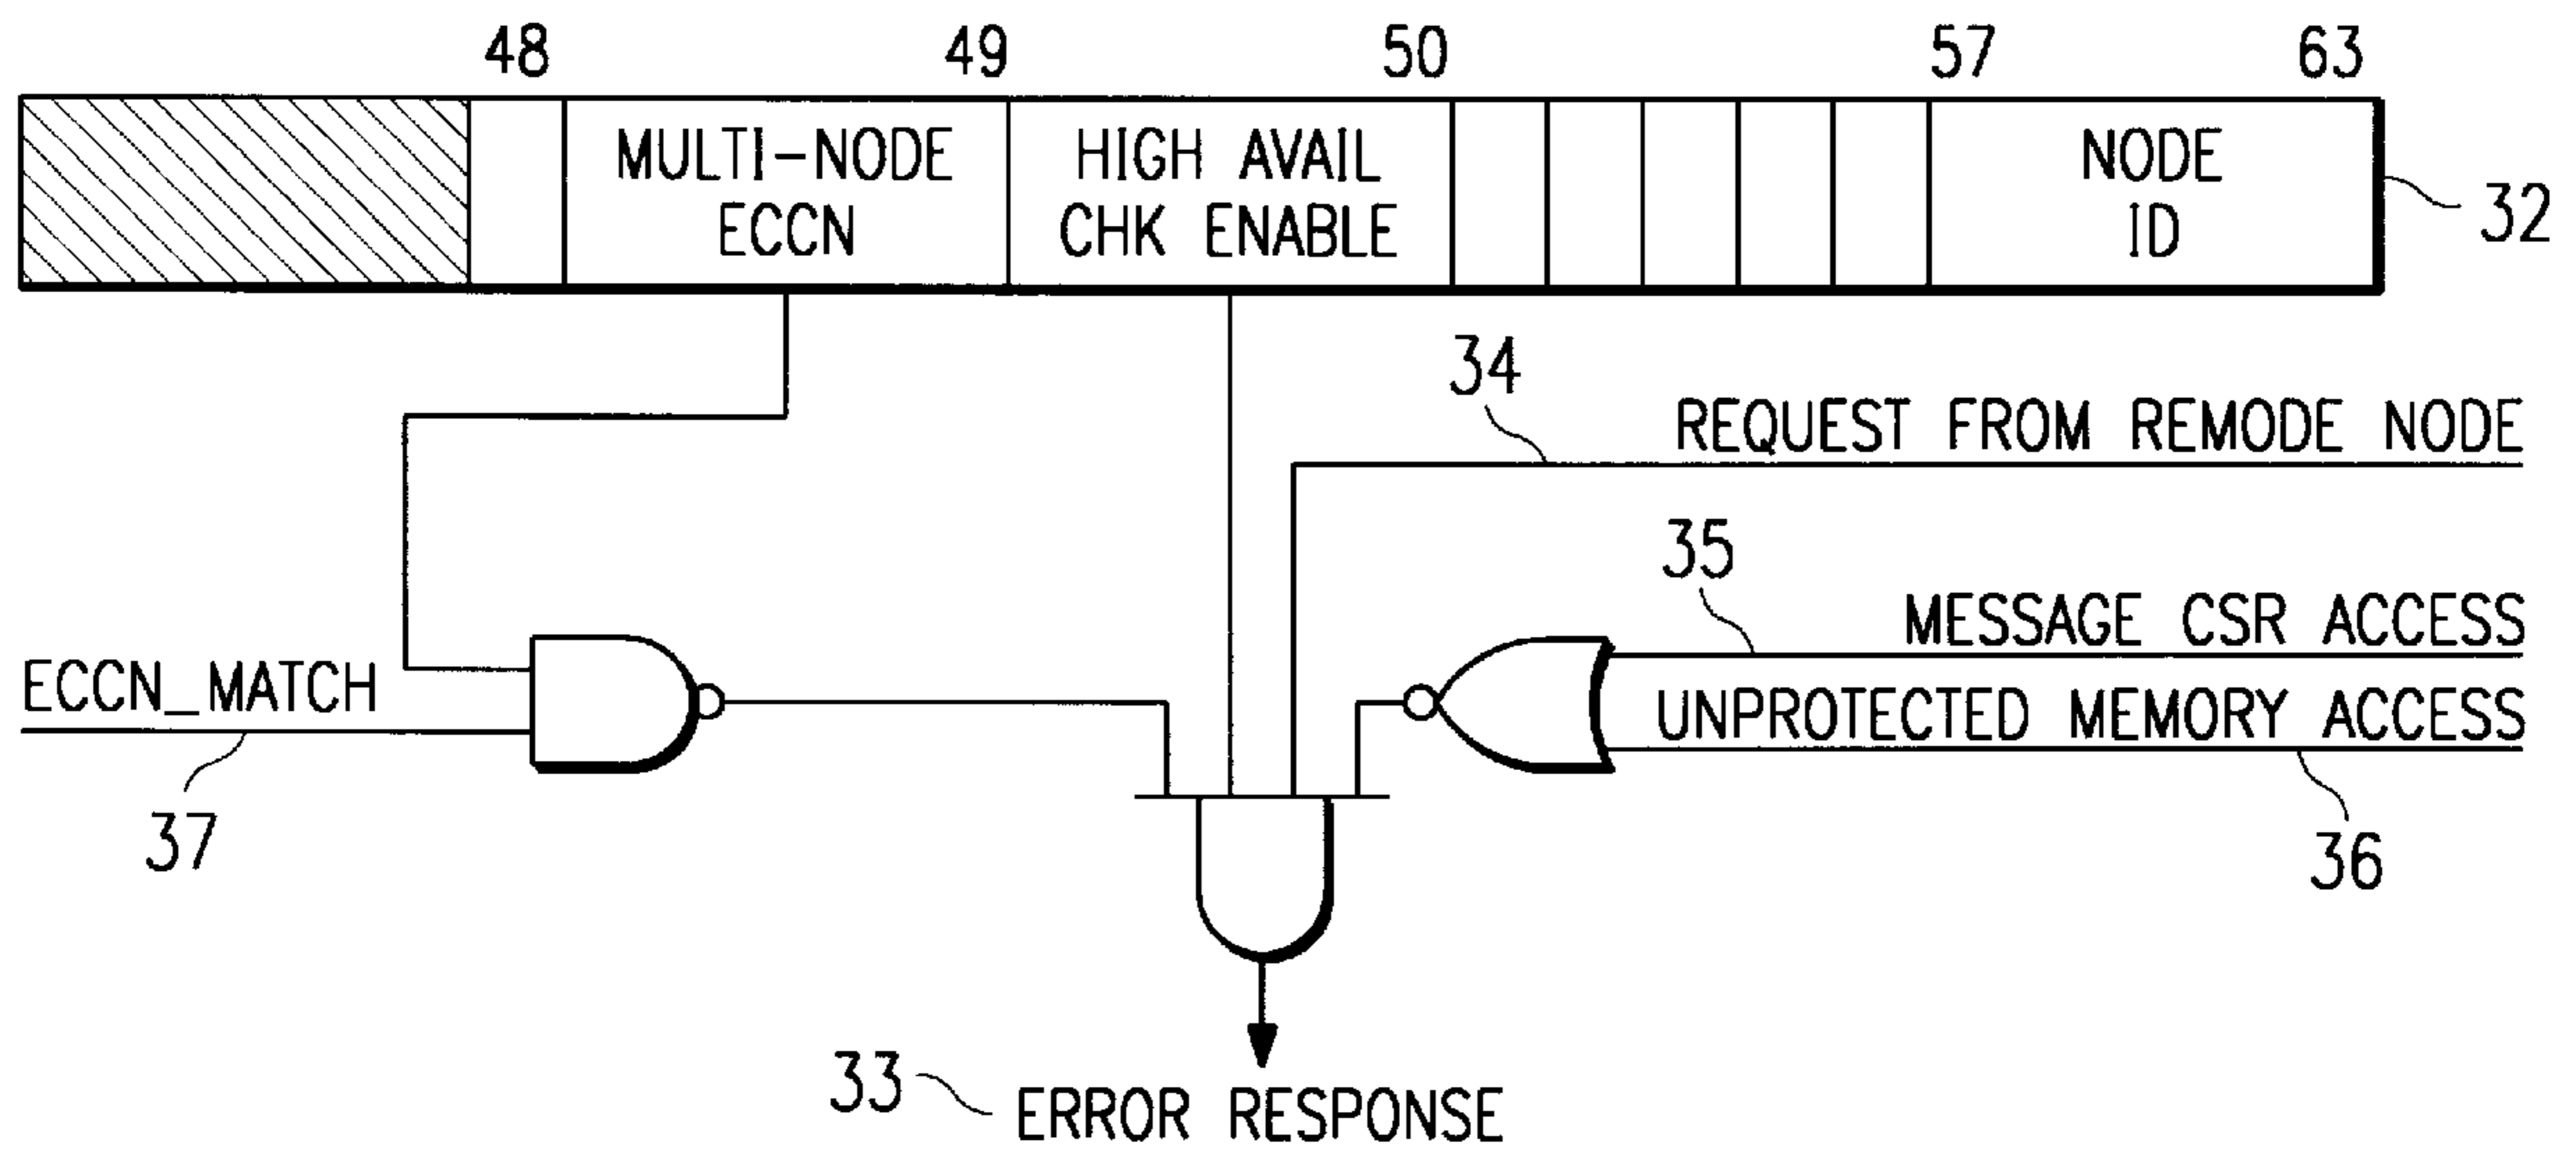 48 49 50 57 63
MULTI-NODE
ECCN
HIGH AVAIL
CHK ENABLE
NODE
ID
32
34
REQUEST FROM REMODE NODE
35
MESSAGE CSR ACCESS
ECCN_MATCH
UNPROTECTED MEMORY ACCESS
37
36
33
ERROR RESPONSE